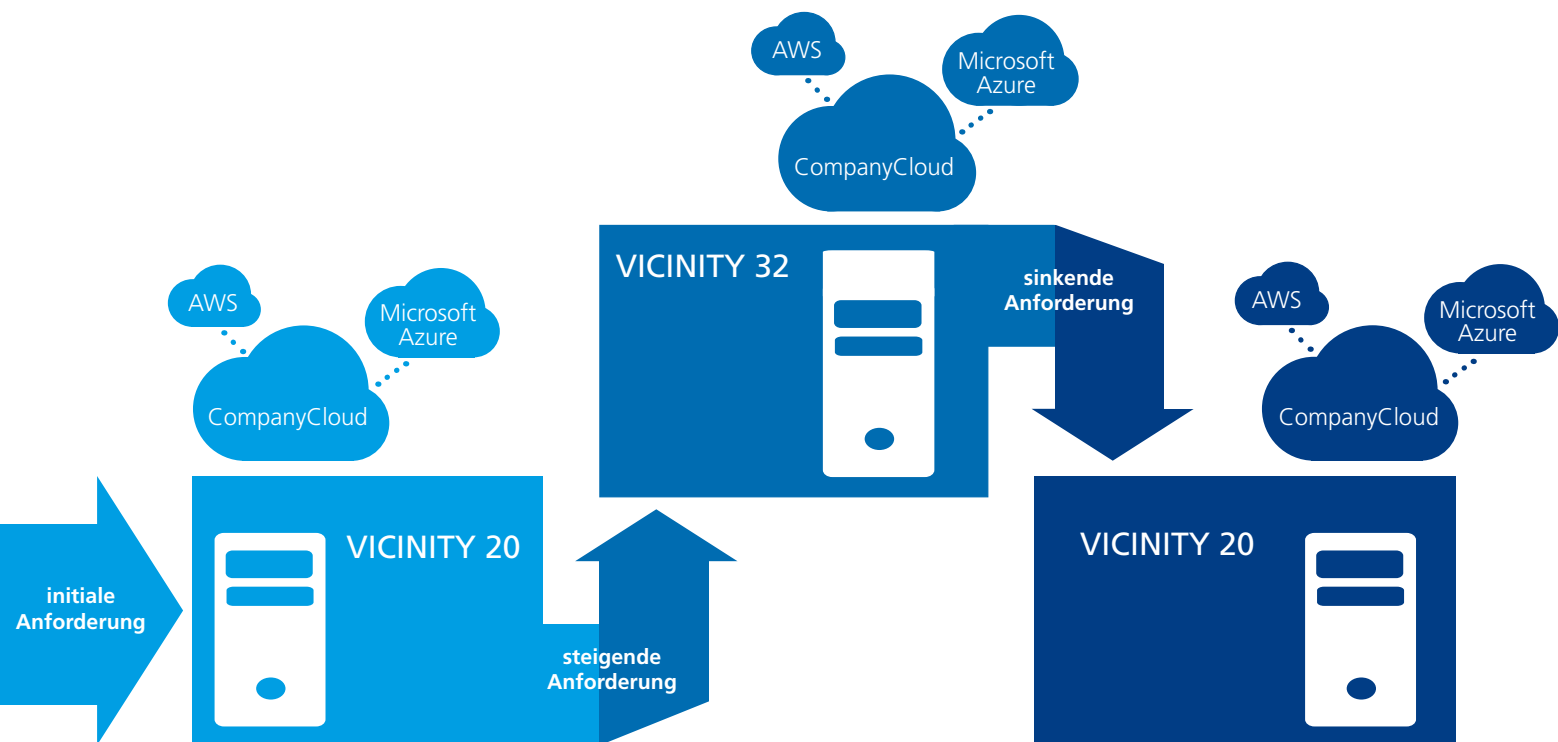 initiale
Anforderung
AWS
Microsoft
Azure
CompanyCloud
VICINITY 20
steigende
Anforderung
AWS
Microsoft
Azure
CompanyCloud
VICINITY 32
sinkende
Anforderung
AWS
Microsoft
Azure
CompanyCloud
VICINITY 20